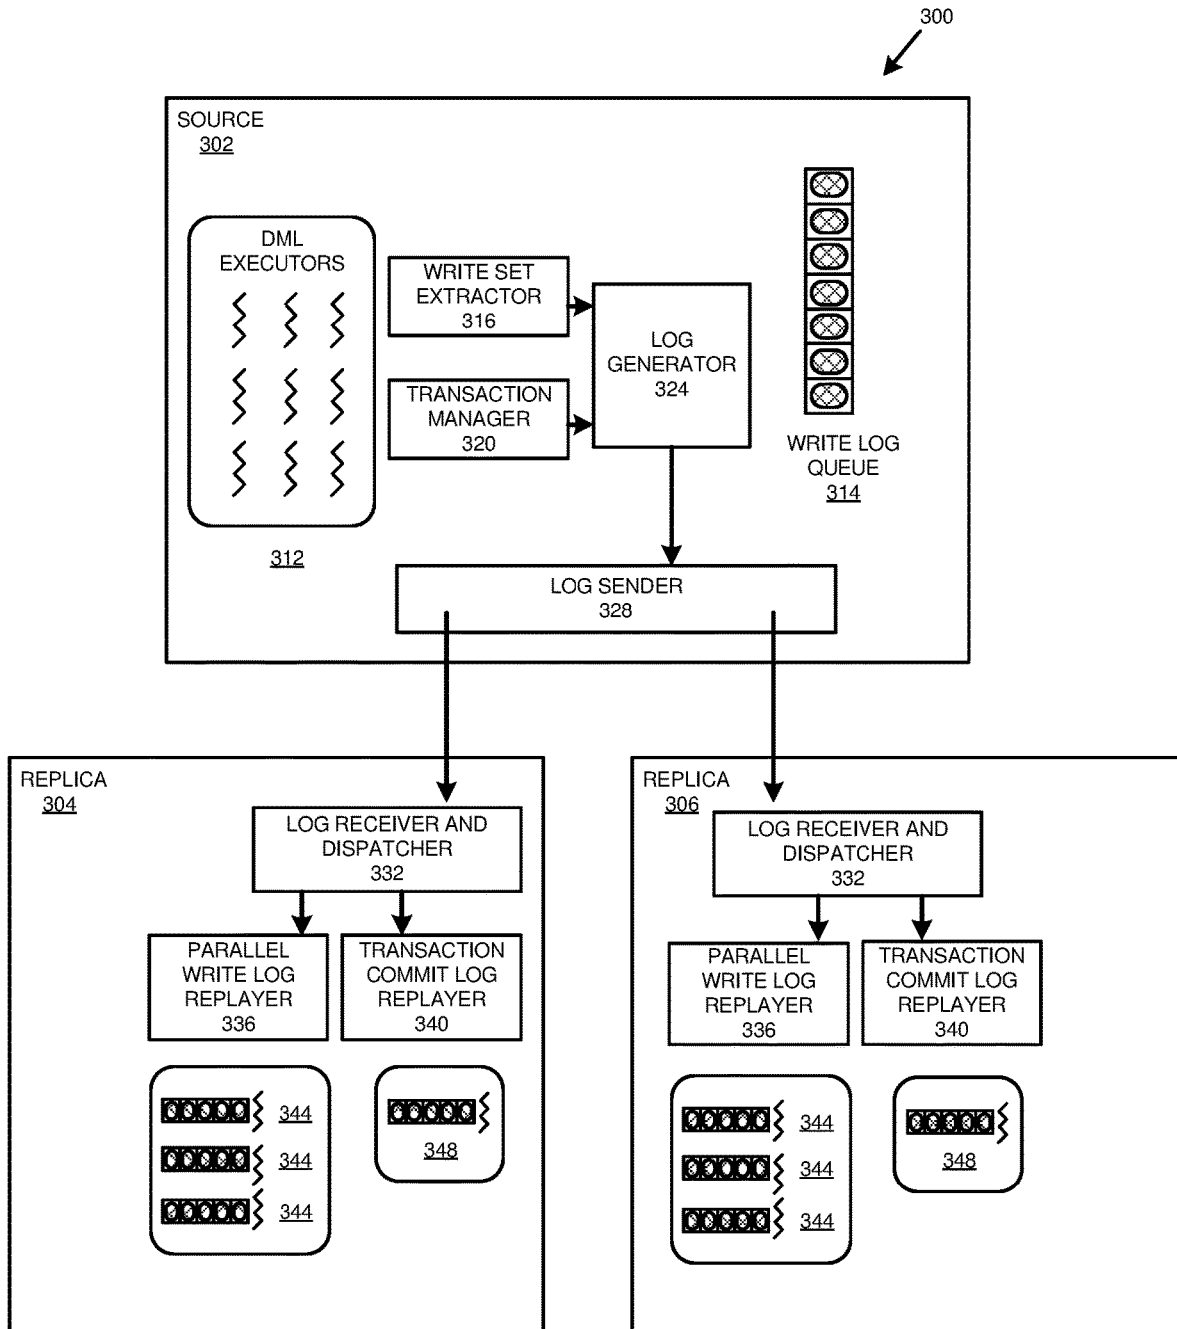 300
SOURCE
302
DML
EXECUTORS
312
WRITE SET
EXTRACTOR
316
TRANSACTION
MANAGER
320
LOG
GENERATOR
324
WRITE LOG
QUEUE
314
LOG SENDER
328
REPLICA
304
LOG RECEIVER AND
DISPATCHER
332
PARALLEL
WRITE LOG
REPLAYER
336
TRANSACTION
COMMIT LOG
REPLAYER
340
344
344
344
348
REPLICA
306
LOG RECEIVER AND
DISPATCHER
332
PARALLEL
WRITE LOG
REPLAYER
336
TRANSACTION
COMMIT LOG
REPLAYER
340
344
344
344
348